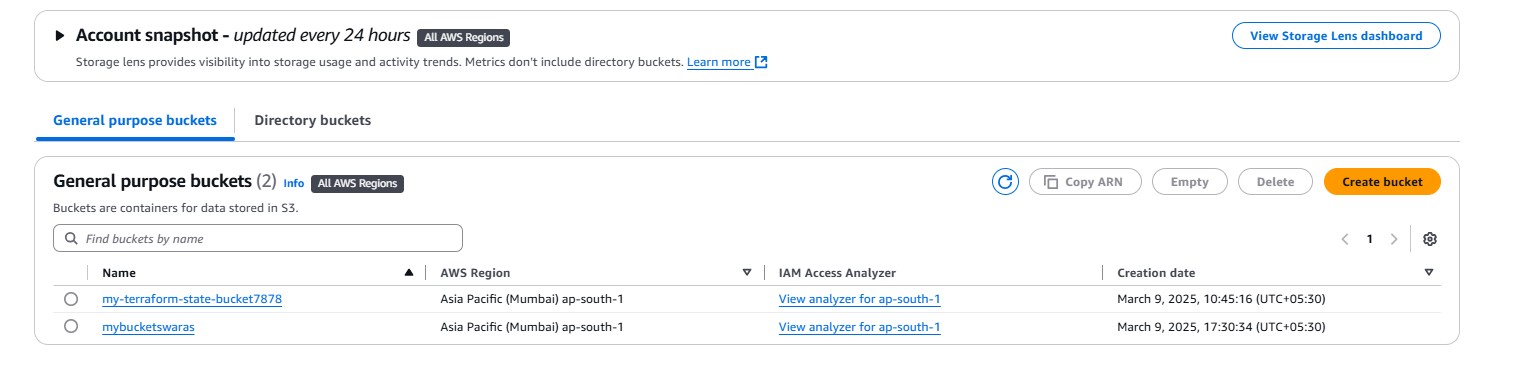 Account snapshot - updated every 24 hours All AWS Regions View Storage Lens dashboard
Storage lens provides visibility into storage usage and activity trends. Metrics don't include directory buckets. Learn more
General purpose buckets Directory buckets
General purpose buckets (2) Info All AWS Regions Copy ARN Empty Delete Create bucket
Buckets are containers for data stored in S3.
Find buckets by name 1
Name AWS Region IAM Access Analyzer Creation date
my-terraform-state-bucket7878 Asia Pacific (Mumbai) ap-south-1 View analyzer for ap-south-1 March 9, 2025, 10:45:16 (UTC+05:30)
mybucketswaras Asia Pacific (Mumbai) ap-south-1 View analyzer for ap-south-1 March 9, 2025, 17:30:34 (UTC+05:30)